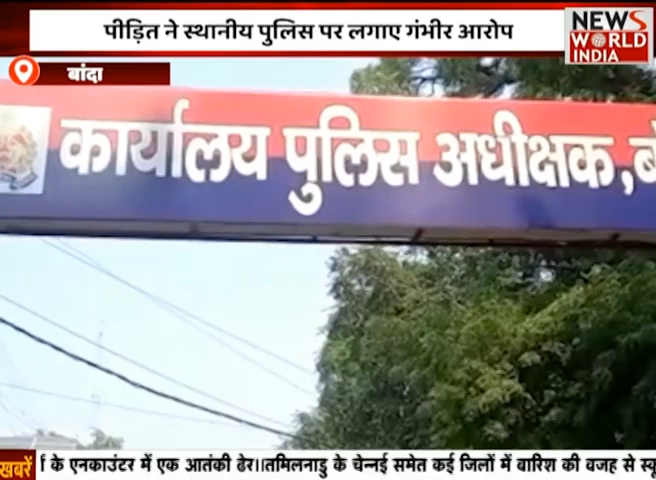 पीड़ित ने स्थानीय पुलिस पर लगाए गंभीर आरोप
NEWS
WORLD
INDIA
बांदा
कार्यालय पुलिस अधीक्षक,
खबरें
के एनकाउंटर में एक आतंकी ढेर।।तमिलनाडु के चेन्नई समेत कई जिलों में बारिश की वजह से